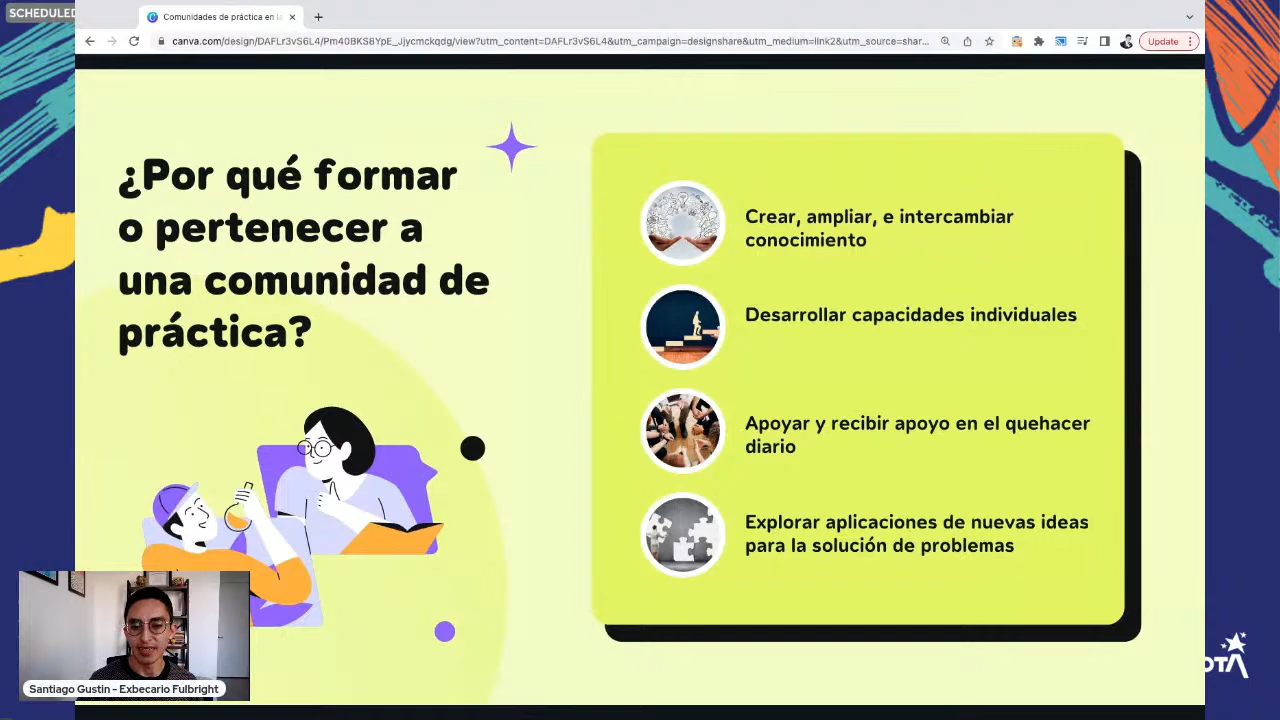 SCHEDULED
Comunidades de práctica en la
canva.com/design/DAFLr3vS6L4/Pm40BKS8YpE_Jjycmckqdg/view?utm_content=DAFLr3vS6L4&utm_campaign=designshare&utm_medium=link2&utm_source=shar...
Update
¿Por qué formar
o pertenecer a
una comunidad de
práctica?
Crear, ampliar, e intercambiar
conocimiento
Desarrollar capacidades individuales
Apoyar y recibir apoyo en el quehacer
diario
Explorar aplicaciones de nuevas ideas
para la solución de problemas
Santiago Gustin - Exbecario Fulbright
OTA